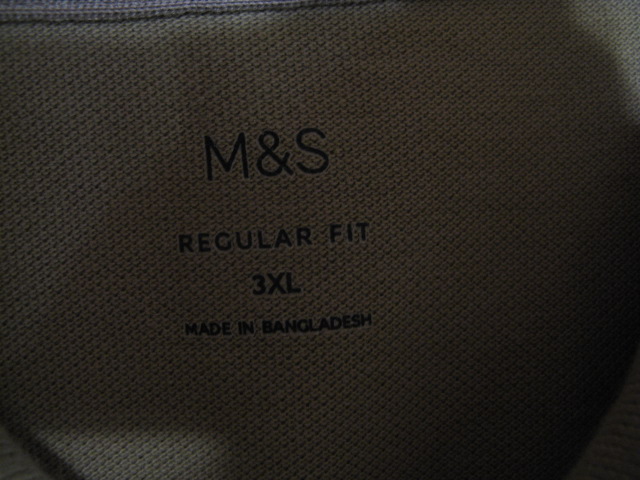 M&S
REGULAR FIT
3XL
MADE IN BANGLADESH